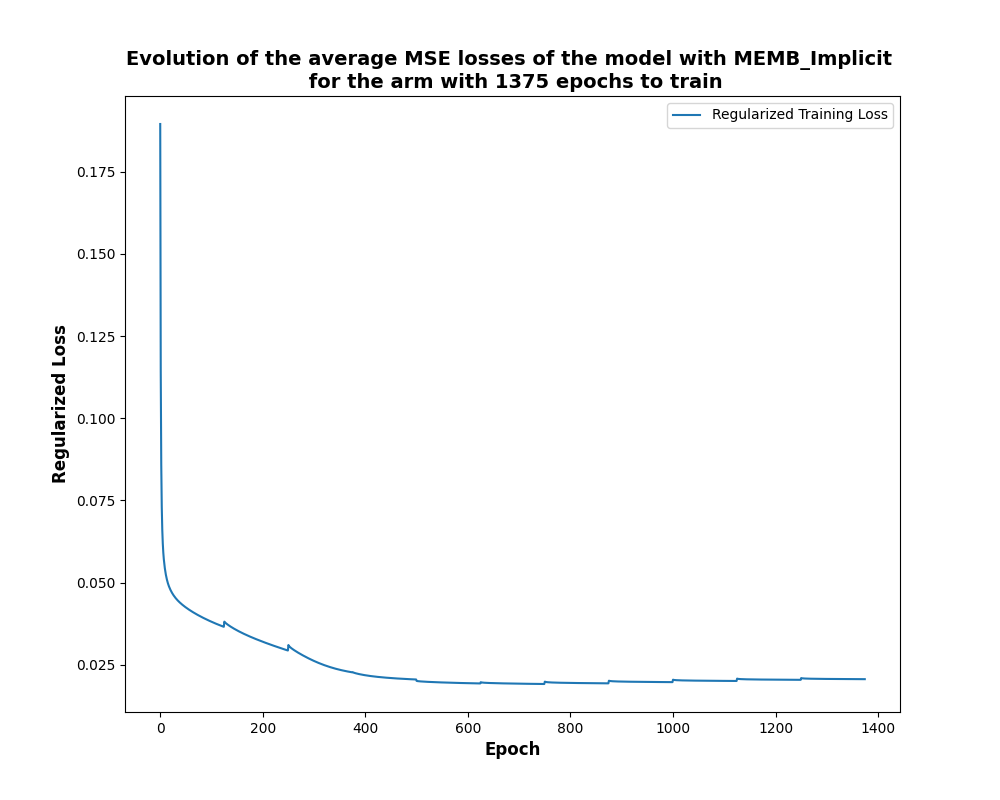 Evolution of the average MSE losses of the model with MEMB_Implicit
for the arm with 1375 epochs to train
Regularized Training Loss
0.175
0.150
0.125
0.100
0.075
0.050
0.025
Regularized Loss
0 200 400 600 800 1000 1200 1400
Epoch